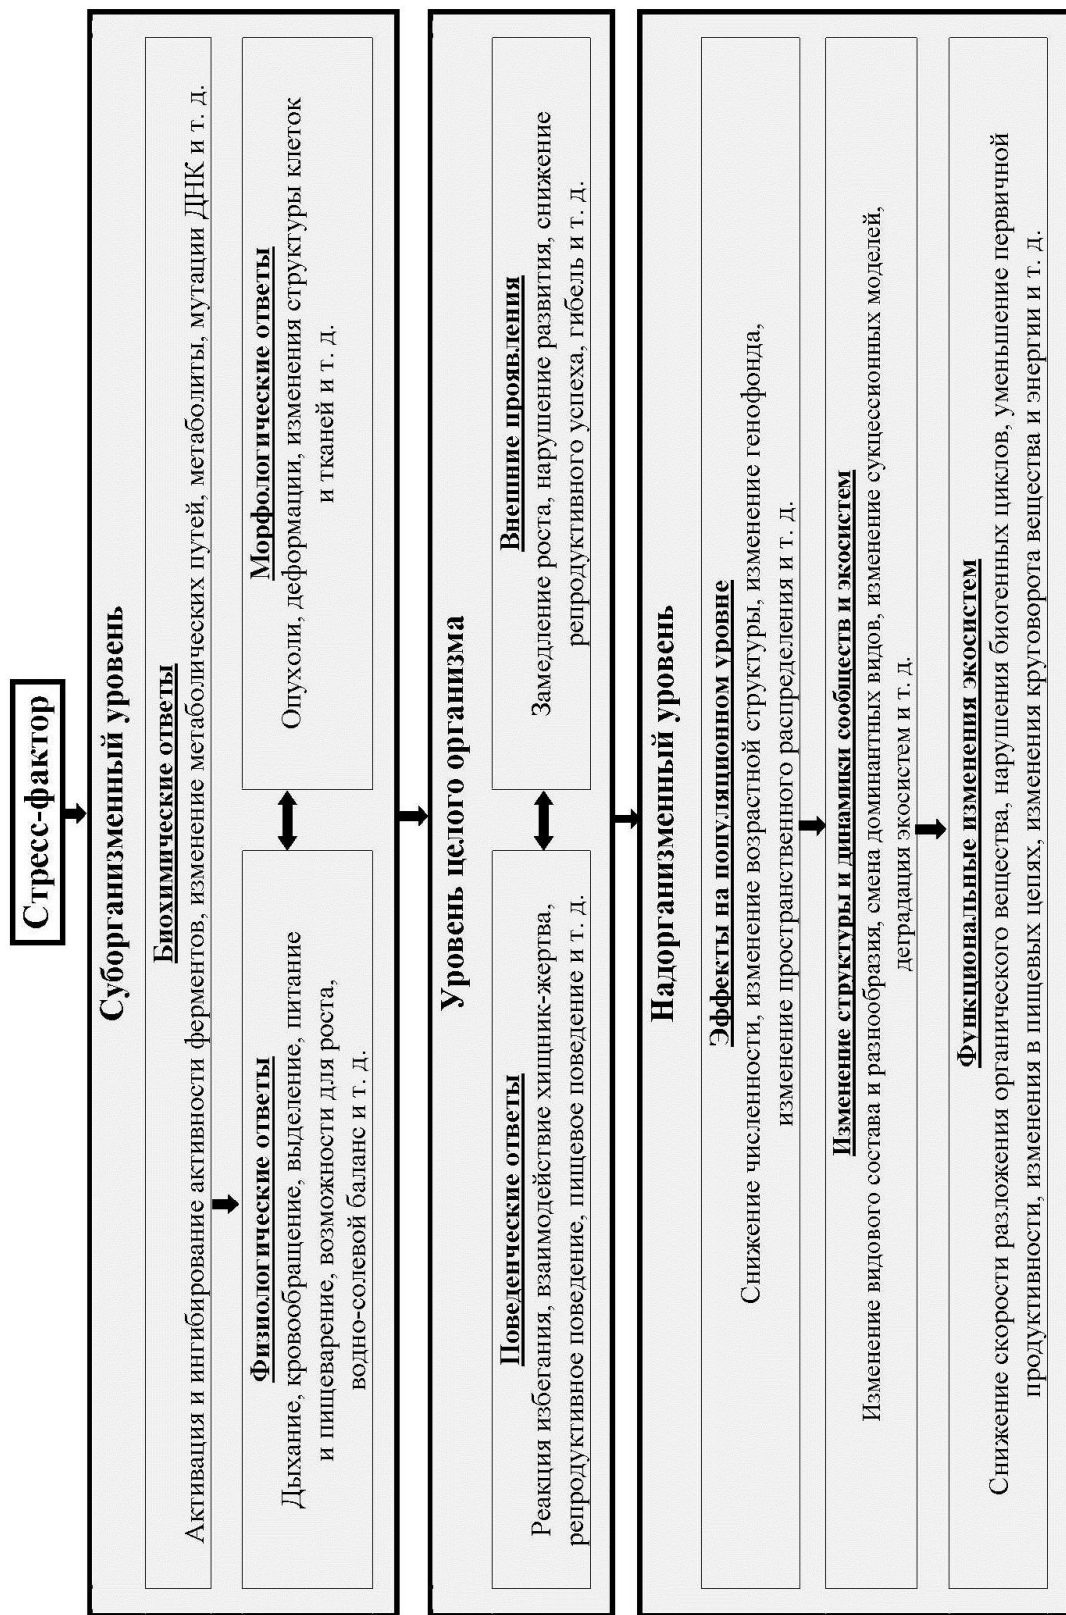 Стресс-фактор
Суборганизменный уровень
Биохимические ответы
Активация и ингибирование активности ферментов, изменение метаболических путей, метаболиты, мутации ДНК и т. д.
Физиологические ответы
Дыхание, кровообращение, выделение, питание
и пищеварение, возможности для роста,
водно-солевой баланс и т. д.
Морфологические ответы
Опухоли, деформации, изменения структуры клеток
и тканей и т. д.
Уровень целого организма
Поведенческие ответы
Реакция избегания, взаимодействие хищник-жертва,
репродуктивное поведение, пищевое поведение и т. д.
Внешние проявления
Замедление роста, нарушение развития, снижение
репродуктивного успеха, гибель и т. д.
Надорганизменный уровень
Эффекты на популяционном уровне
Снижение численности, изменение возрастной структуры, изменение генофонда,
изменение пространственного распределения и т. д.
Изменение структуры и динамики сообществ и экосистем
Изменение видового состава и разнообразия, смена доминантных видов, изменение сукцессионных моделей,
деградация экосистем и т. д.
Функциональные изменения экосистем
Снижение скорости разложения органического вещества, нарушения биогенных циклов, уменьшение первичной
продуктивности, изменения в пищевых цепях, изменения круговорота вещества и энергии и т. д.